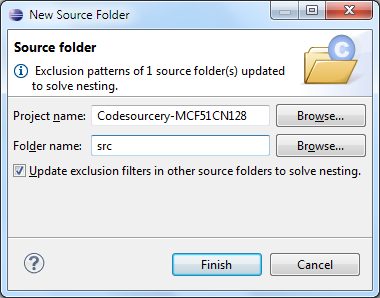 New Source Folder
Source folder
C
Exclusion patterns of 1 source folder(s) updated
to solve nesting.
Project name: Codesourcery-MCF51CN128 Browse...
Folder name: src Browse...
Update exclusion filters in other source folders to solve nesting.
? Finish Cancel